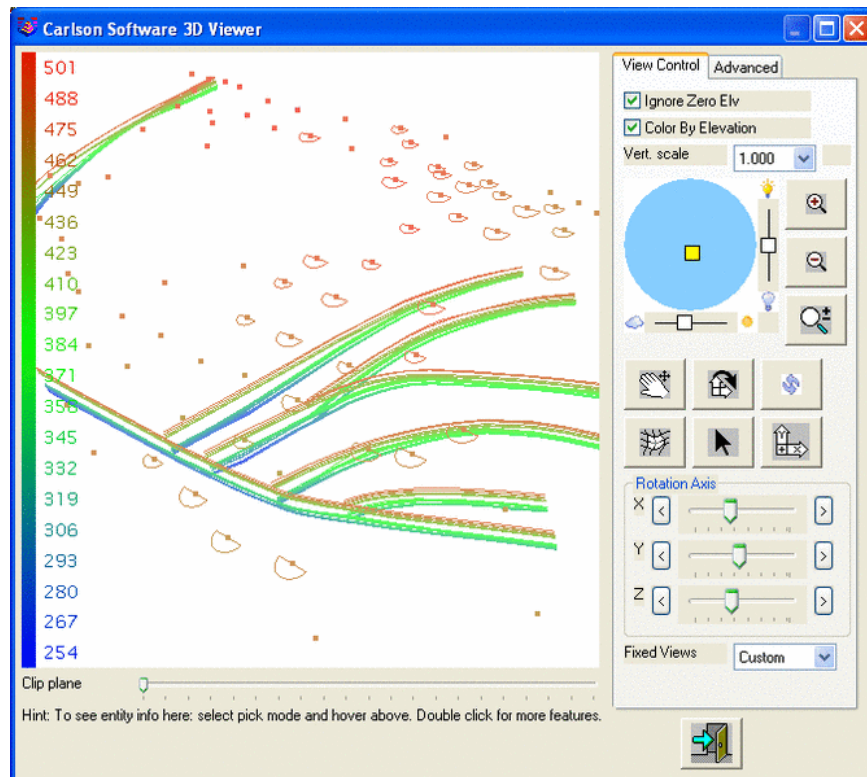 Carlson Software 3D Viewer
501
488
475
462
449
436
423
410
397
384
371
358
345
332
319
306
293
280
267
254
View Control
Advanced
Ignore Zero Elv
Color By Elevation
Vert. scale
1.000
Rotation Axis
X
Y
Z
Fixed Views
Custom
Clip plane
Hint: To see entity info here: select pick mode and hover above. Double click for more features.